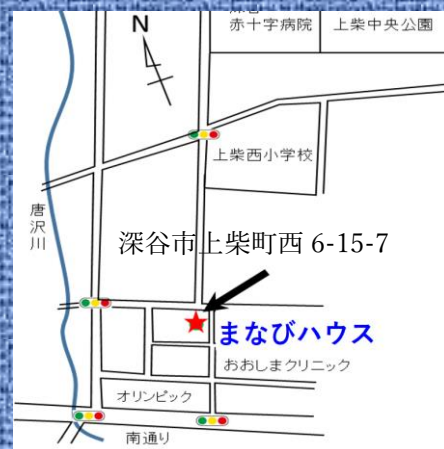 N
赤十字病院
上柴中央公園
上柴西小学校
唐沢川
深谷市上柴町西 6-15-7
まなびハウス
おおしまクリニック
オリンピック
南通り